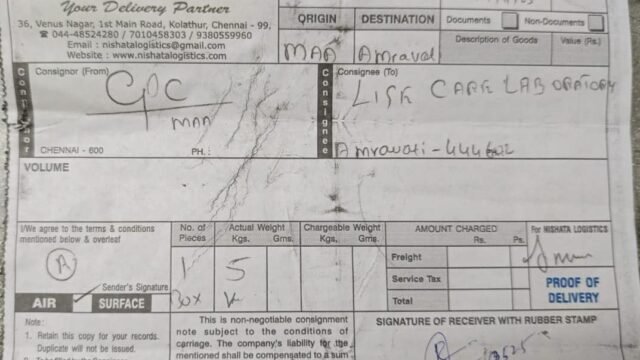 Your Delivery Partner
36, Venus Nagar, 1st Main Road, Kolathur, Chennai - 99.
☎ 044-48524280 / 7010458303 / 9380559960
Email : nishatalogistics@gmail.com
Website : www.nishatalogistics.com
ORIGIN DESTINATION
MAA Amravati
Documents Non-Documents
Description of Goods Value (Rs.)
Consignor
Consignor (From)
GDC
MAA
CHENNAI - 600 PH.:
Consignee
Consignee (To)
LISK CARE LABORATORY
Amravati - 444602
VOLUME
I/We agree to the terms & conditions
mentioned below & overleaf
Sender's Signature
AIR SURFACE
No. of Pieces
Actual Weight
Kgs. Gms.
Chargeable Weight
Kgs. Gms.
1 5
Box K
AMOUNT CHARGED
Rs. Ps.
Freight
Service Tax
Total
For NISHATA LOGISTICS
PROOF OF
DELIVERY
Note:
1. Retain this copy for your records.
Duplicate will not be issued.
This is non-negotiable consignment
note subject to the conditions of
carriage. The company's liability for the
mentioned shall be compensated to a sum
SIGNATURE OF RECEIVER WITH RUBBER STAMP